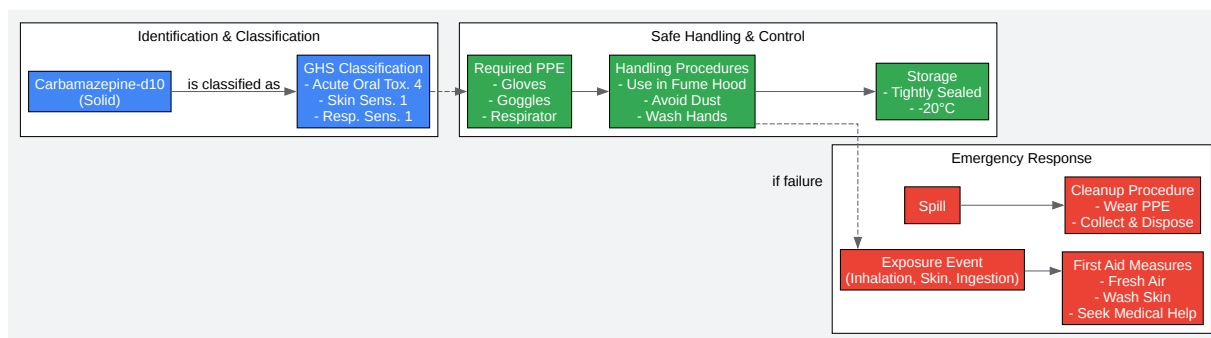 Identification & Classification
Carbamazepine-d10
(Solid)
is classified as
GHS Classification
- Acute Oral Tox. 4
- Skin Sens. 1
- Resp. Sens. 1
Safe Handling & Control
Required PPE
- Gloves
- Goggles
- Respirator
Handling Procedures
- Use in Fume Hood
- Avoid Dust
- Wash Hands
Storage
- Tightly Sealed
- -20°C
if failure
Emergency Response
Spill
Cleanup Procedure
- Wear PPE
- Collect & Dispose
Exposure Event
(Inhalation, Skin, Ingestion)
First Aid Measures
- Fresh Air
- Wash Skin
- Seek Medical Help